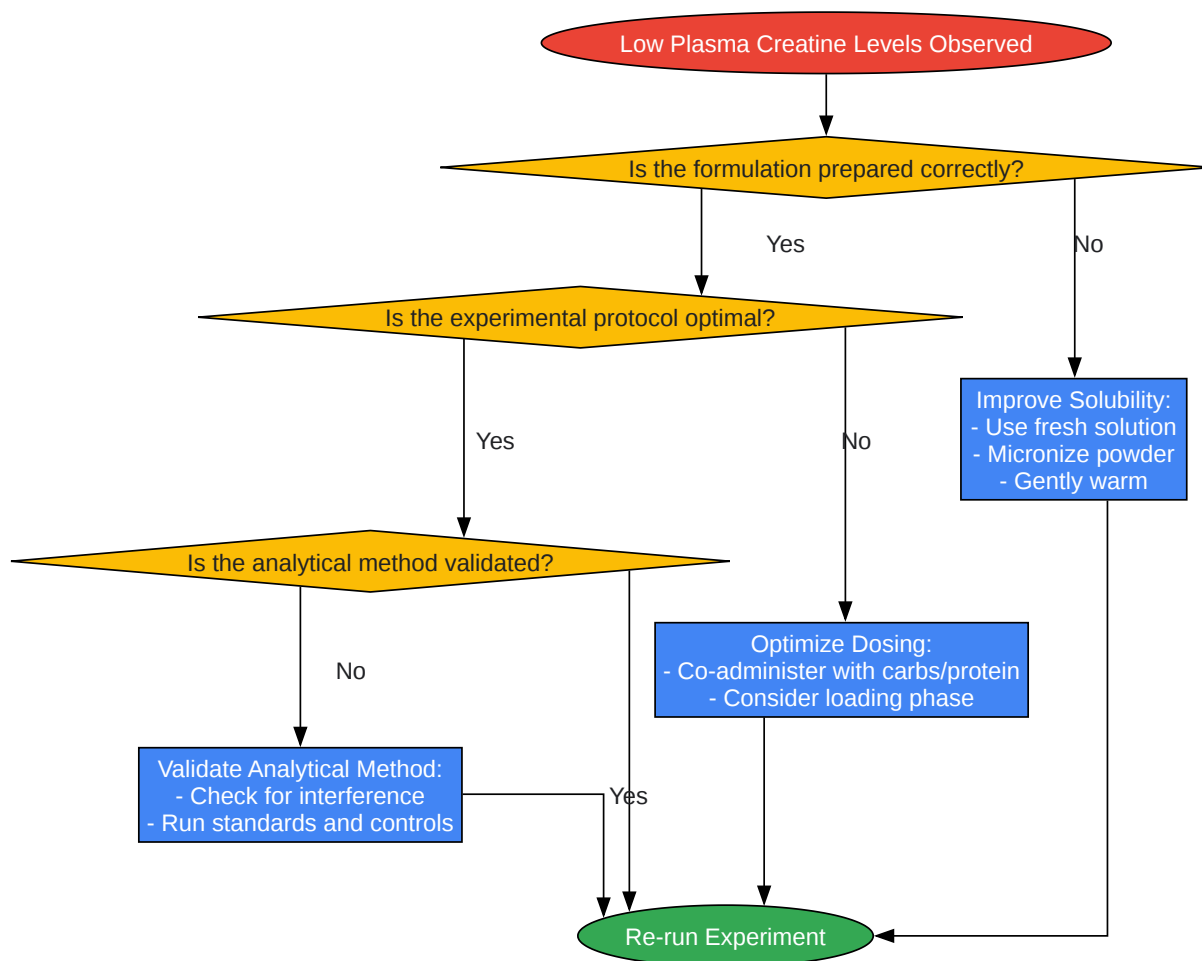 Low Plasma Creatine Levels Observed
Is the formulation prepared correctly?
Yes
No
Is the experimental protocol optimal?
Improve Solubility:
- Use fresh solution
- Micronize powder
- Gently warm
Yes
No
Is the analytical method validated?
Optimize Dosing:
- Co-administer with carbs/protein
- Consider loading phase
No
Validate Analytical Method:
- Check for interference
- Run standards and controls
Yes
Re-run Experiment